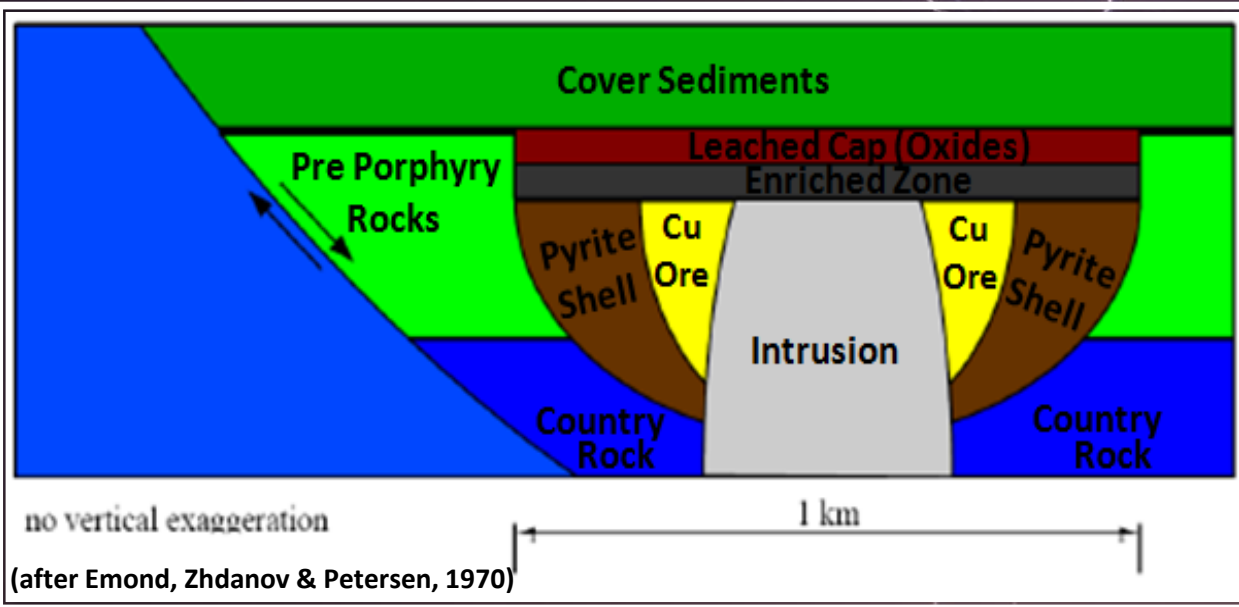 Cover Sediments
Leached Cap (Oxides)
Enriched Zone
Pre Porphyry
Rocks
Pyrite
Shell
Cu
Ore
Intrusion
Cu
Ore
Pyrite
Shell
Country
Rock
Country
Rock
no vertical exaggeration
1 km
(after Emond, Zhdanov & Petersen, 1970)